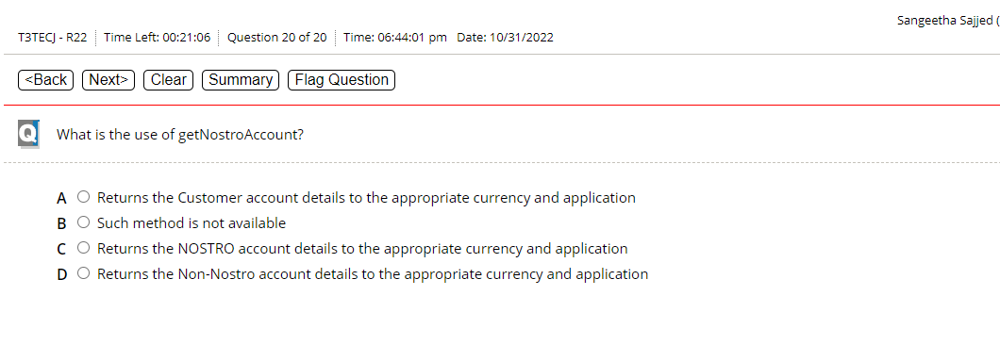 Sangeetha Sajjed (
T3TECJ - R22 Time Left: 00:21:06 Question 20 of 20 Time: 06:44:01 pm Date: 10/31/2022
<Back Next> Clear Summary Flag Question
Q What is the use of getNostroAccount?
A Returns the Customer account details to the appropriate currency and application
B Such method is not available
C Returns the NOSTRO account details to the appropriate currency and application
D Returns the Non-Nostro account details to the appropriate currency and application